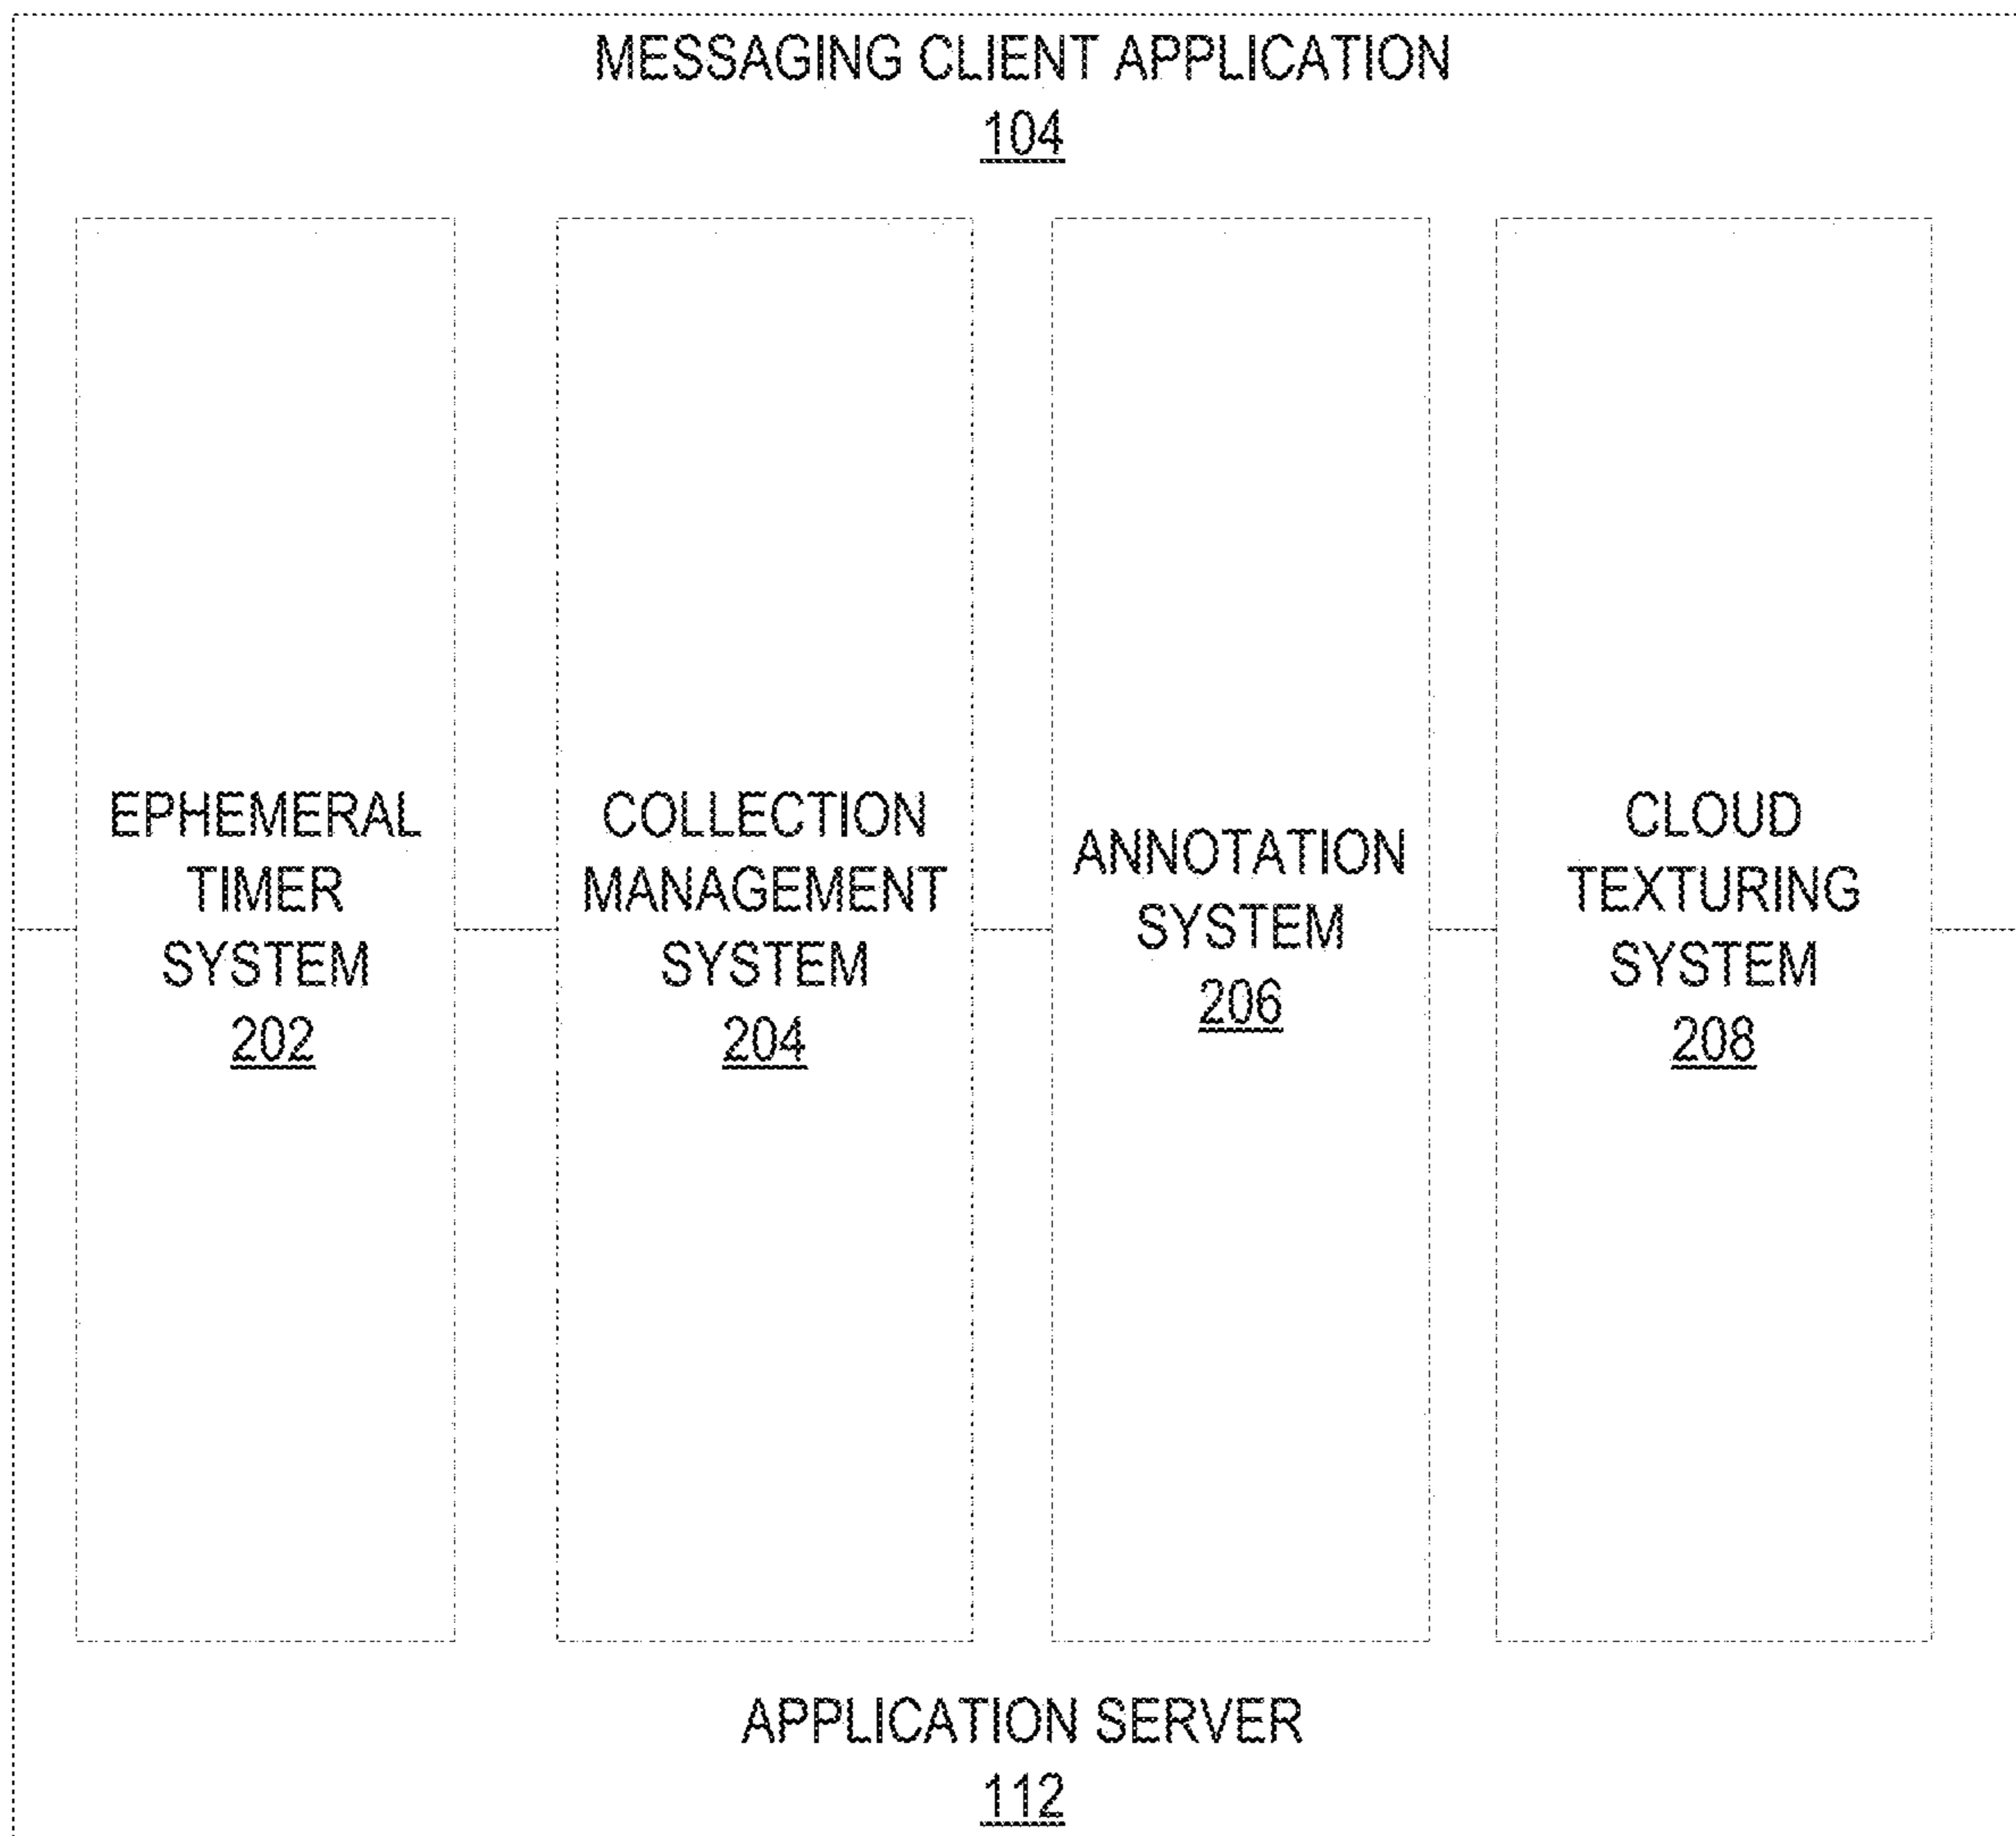 MESSAGING CLIENT APPLICATION
104
EPHEMERAL
TIMER
SYSTEM
202
COLLECTION
MANAGEMENT
SYSTEM
204
ANNOTATION
SYSTEM
206
CLOUD
TEXTURING
SYSTEM
208
APPLICATION SERVER
112